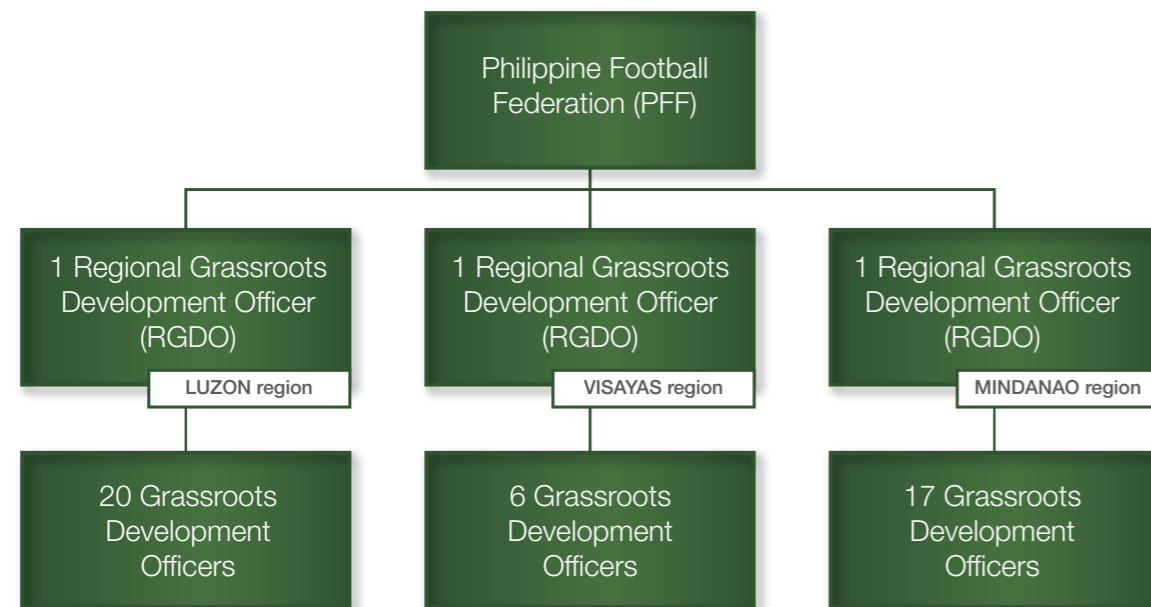 Philippine Football
Federation (PFF)
1 Regional Grassroots
Development Officer
(RGDO)
LUZON region
1 Regional Grassroots
Development Officer
(RGDO)
VISAYAS region
1 Regional Grassroots
Development Officer
(RGDO)
MINDANAO region
20 Grassroots
Development
Officers
6 Grassroots
Development
Officers
17 Grassroots
Development
Officers